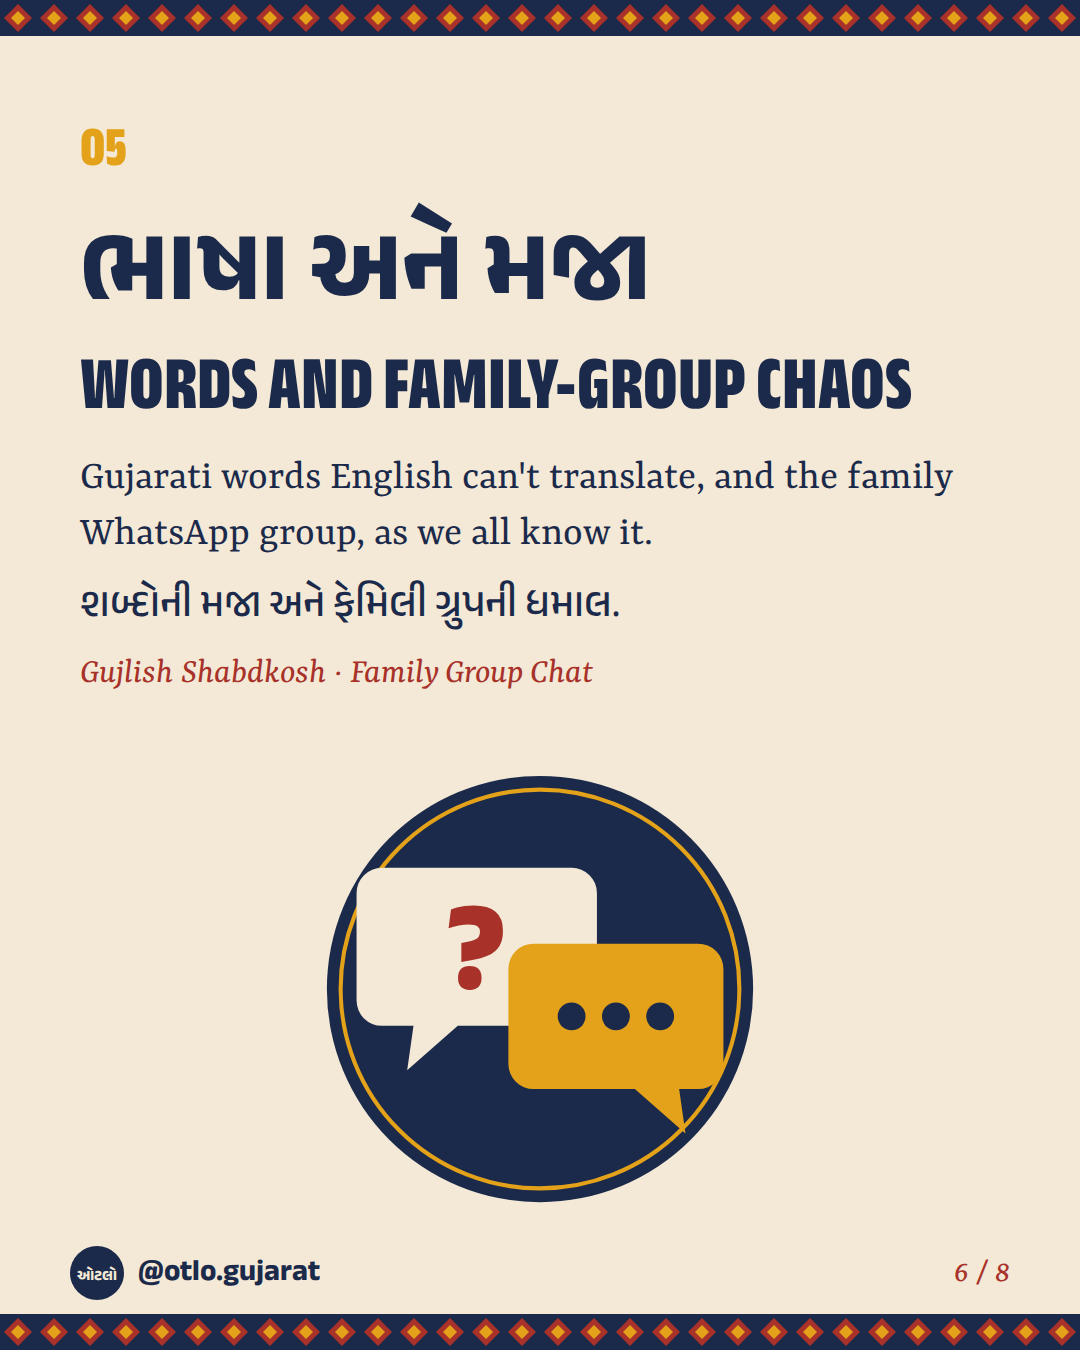 05
ભાષા અને મજા
WORDS AND FAMILY-GROUP CHAOS
Gujarati words English can't translate, and the family
WhatsApp group, as we all know it.
શબ્દોની મજા અને ફેમિલી ગ્રુપની ધમાલ.
Gujlish Shabdkosh · Family Group Chat
?
ઓટલો @otlo.gujarat
6 / 8